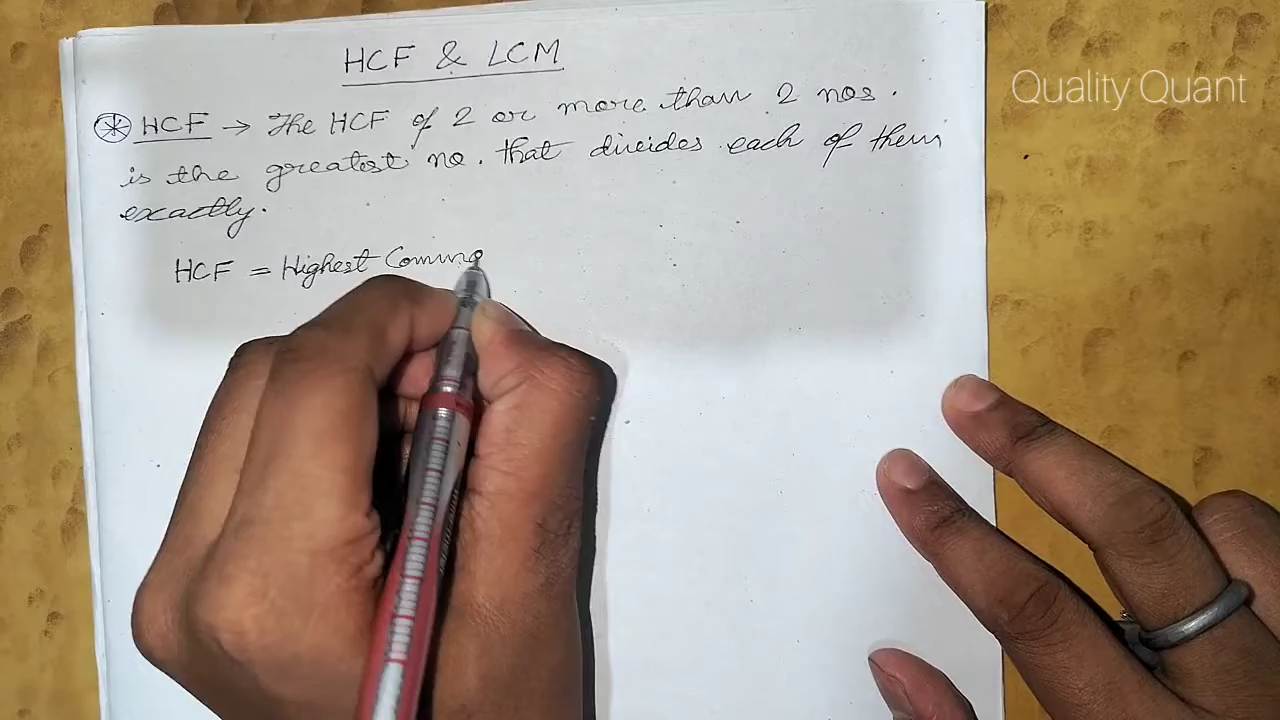 HCF & LCM
Quality Quant
HCF → The HCF of 2 or more than 2 nos.
is the greatest no. that divides each of them
exactly.
HCF = Highest Commo